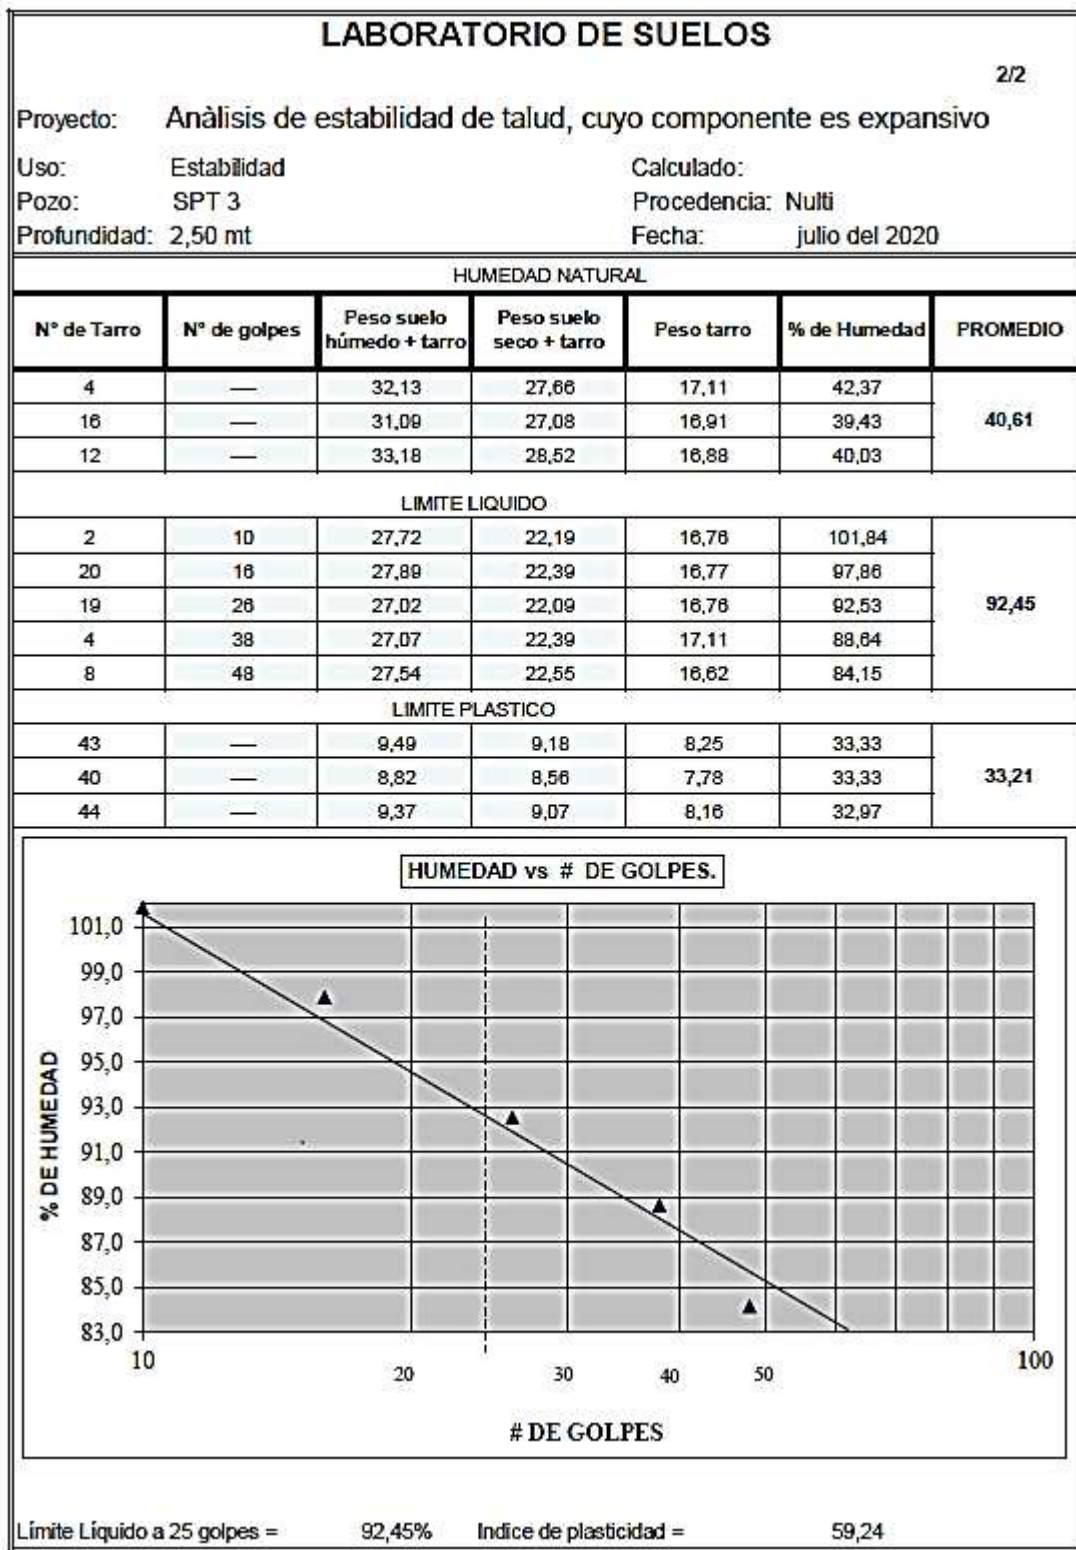 LABORATORIO DE SUELOS
2/2
Proyecto: Anàlisis de estabilidad de talud, cuyo componente es expansivo
Uso: Estabilidad Calculado:
Pozo: SPT 3 Procedencia: Nulti
Profundidad: 2,50 mt Fecha: julio del 2020
HUMEDAD NATURAL
N° de Tarro N° de golpes Peso suelo húmedo + tarro Peso suelo seco + tarro Peso tarro % de Humedad PROMEDIO
4 — 32,13 27,66 17,11 42,37
16 — 31,09 27,08 16,91 39,43 40,61
12 — 33,18 28,52 16,88 40,03
LIMITE LIQUIDO
2 10 27,72 22,19 16,76 101,84
20 16 27,89 22,39 16,77 97,86
19 26 27,02 22,09 16,76 92,53 92,45
4 38 27,07 22,39 17,11 88,64
8 48 27,54 22,55 16,62 84,15
LIMITE PLASTICO
43 — 9,49 9,18 8,25 33,33
40 — 8,82 8,56 7,78 33,33 33,21
44 — 9,37 9,07 8,16 32,97
HUMEDAD vs # DE GOLPES.
% DE HUMEDAD
101,0
99,0
97,0
95,0
93,0
91,0
89,0
87,0
85,0
83,0
10 20 30 40 50 100
# DE GOLPES
Límite Líquido a 25 golpes = 92,45% Indice de plasticidad = 59,24